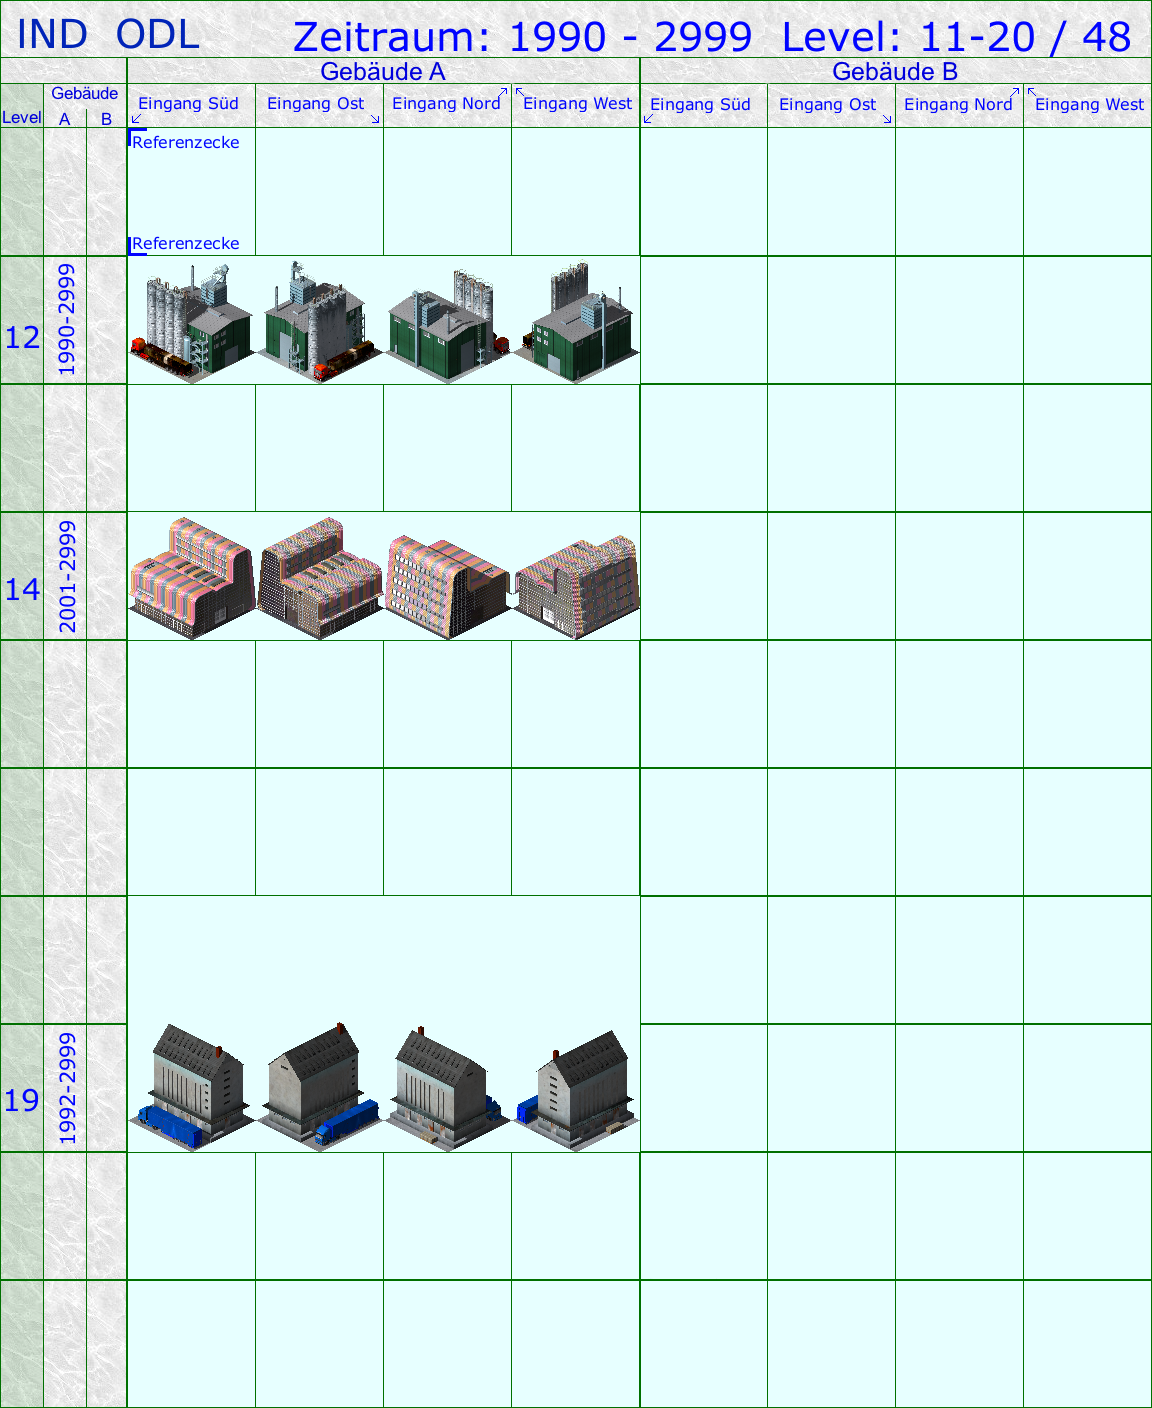 IND ODL Zeitraum: 1990 - 2999 Level: 11-20 / 48
Gebäude A Gebäude B
Level Gebäude A B
Eingang Süd Eingang Ost Eingang Nord Eingang West Eingang Süd Eingang Ost Eingang Nord Eingang West
Referenzecke
Referenzecke
12 1990-2999
14 2001-2999
19 1992-2999